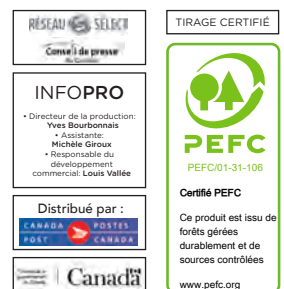 RÉSEAU SELECT
Conseil de presse
INFOPRO
• Directeur de la production:
Yves Bourbonnais
• Assistante:
Michèle Giroux
• Responsable du
développement
commercial: Louis Vallée
Distribué par :
CANADA POSTES
POST CANADA
Canada
TIRAGE CERTIFIÉ
PEFC
PEFC/01-31-106
Certifié PEFC
Ce produit est issu de
forêts gérées
durablement et de
sources contrôlées
www.pefc.org